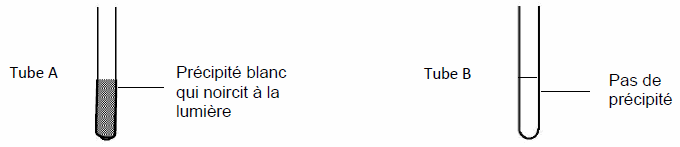 Tube A
Précipité blanc
qui noircit à la
lumière
Tube B
Pas de
précipité